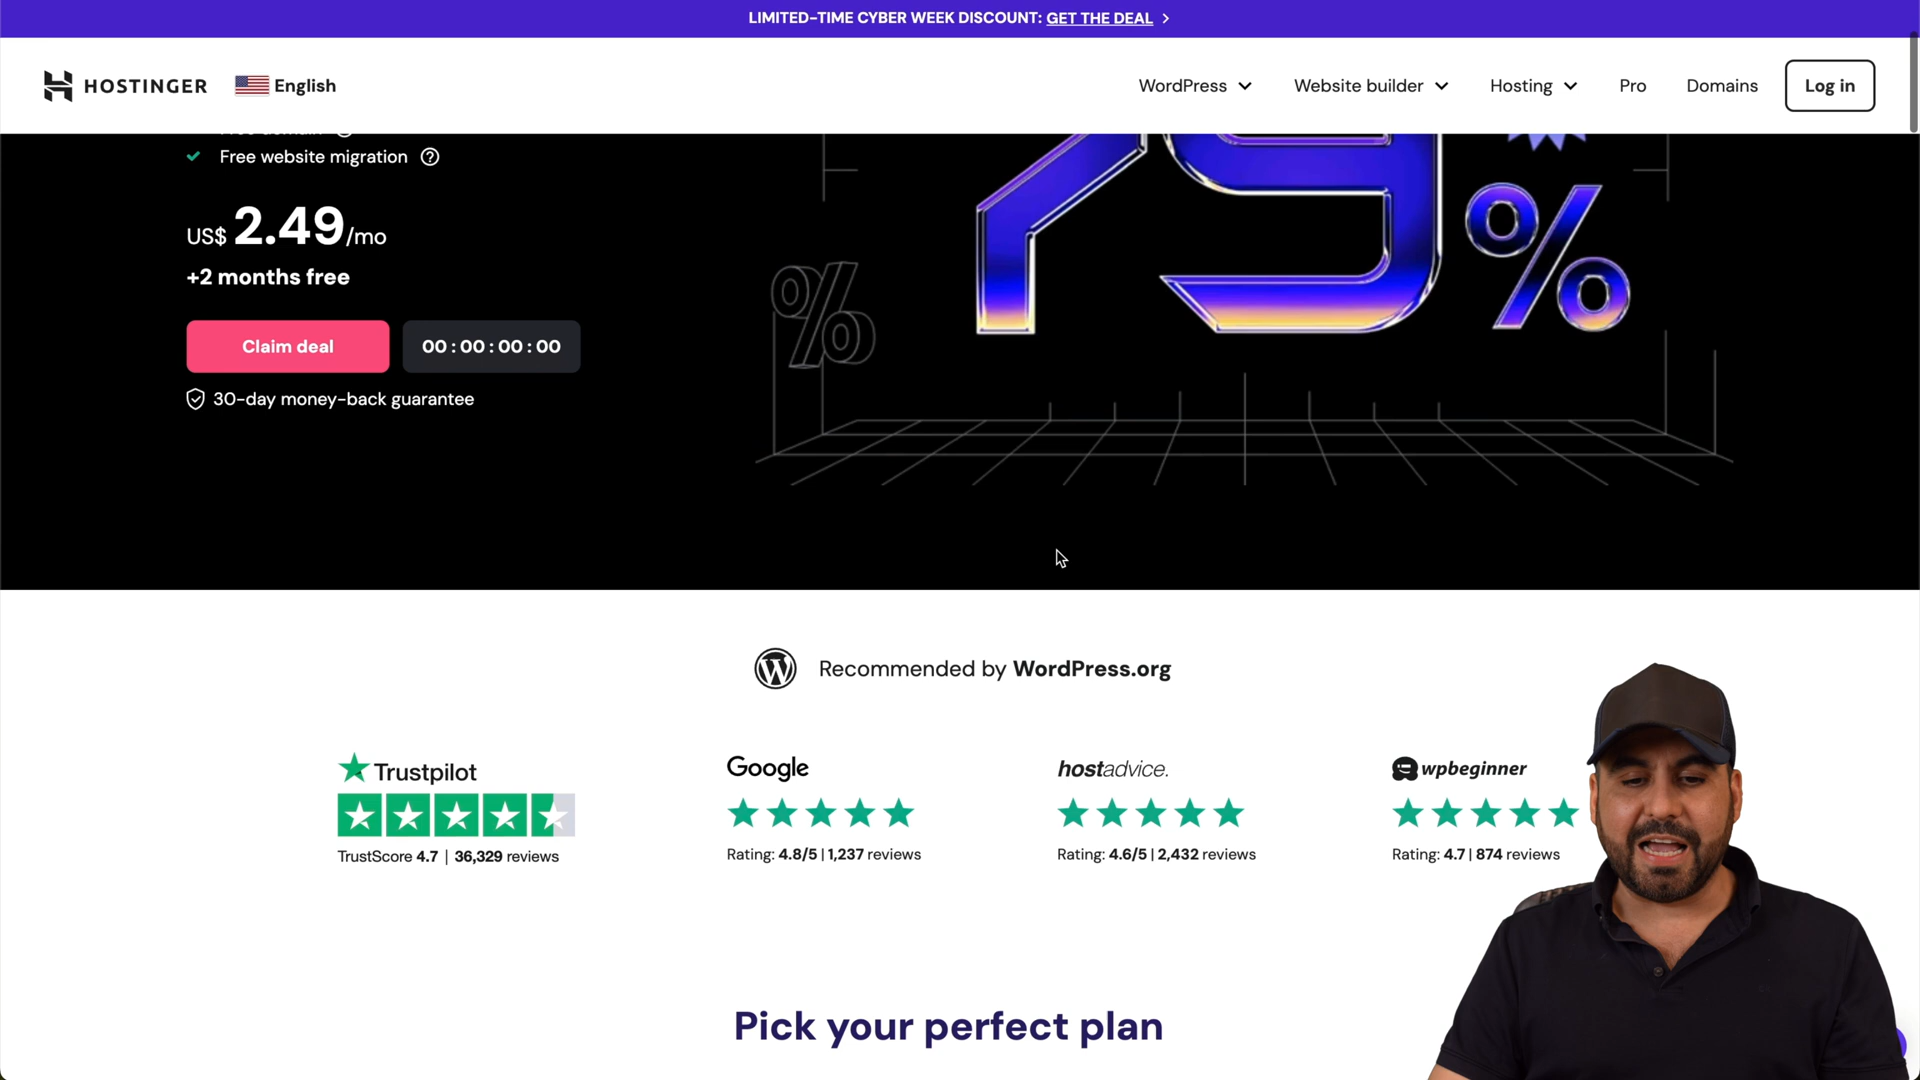 LIMITED-TIME CYBER WEEK DISCOUNT: GET THE DEAL
HOSTINGER English WordPress Website builder Hosting Pro Domains Log in
Free website migration
US$ 2.49/mo
+2 months free
Claim deal 00 : 00 : 00 : 00
30-day money-back guarantee
79%
%
Recommended by WordPress.org
Trustpilot
TrustScore 4.7 | 36,329 reviews
Google
Rating: 4.8/5 | 1,237 reviews
hostadvice.
Rating: 4.6/5 | 2,432 reviews
wpbeginner
Rating: 4.7 | 874 reviews
Pick your perfect plan